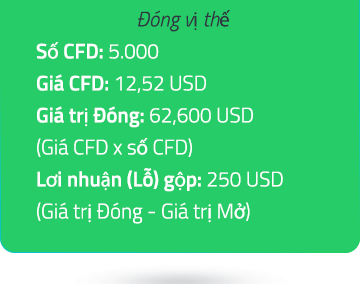 Đóng vị thế
Số CFD: 5.000
Giá CFD: 12,52 USD
Giá trị Đóng: 62,600 USD
(Giá CFD x số CFD)
Lơi nhuận (Lỗ) gộp: 250 USD
(Giá trị Đóng - Giá trị Mở)